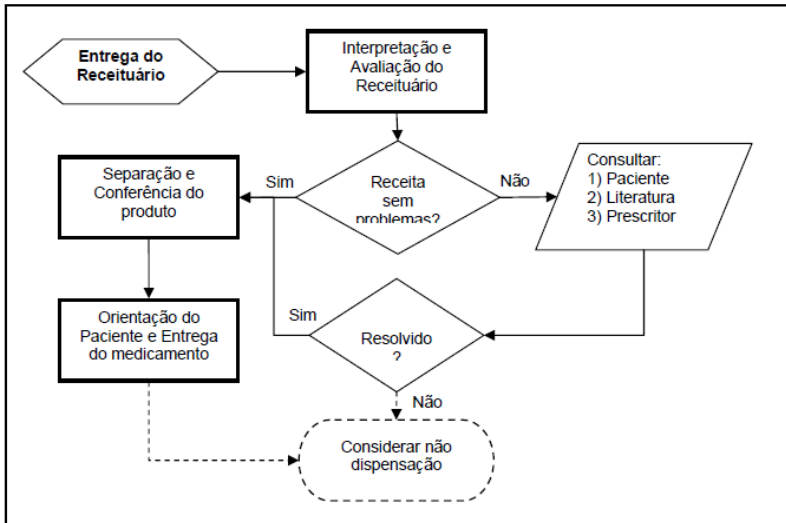 Entrega do
Receituário
Interpretação e
Avaliação do
Receituário
Separação e
Conferência do
produto
Sim
Receita
sem
problemas?
Não
Consultar:
1) Paciente
2) Literatura
3) Prescritor
Orientação do
Paciente e Entrega
do medicamento
Sim
Resolvido
?
Não
Considerar não
dispensação